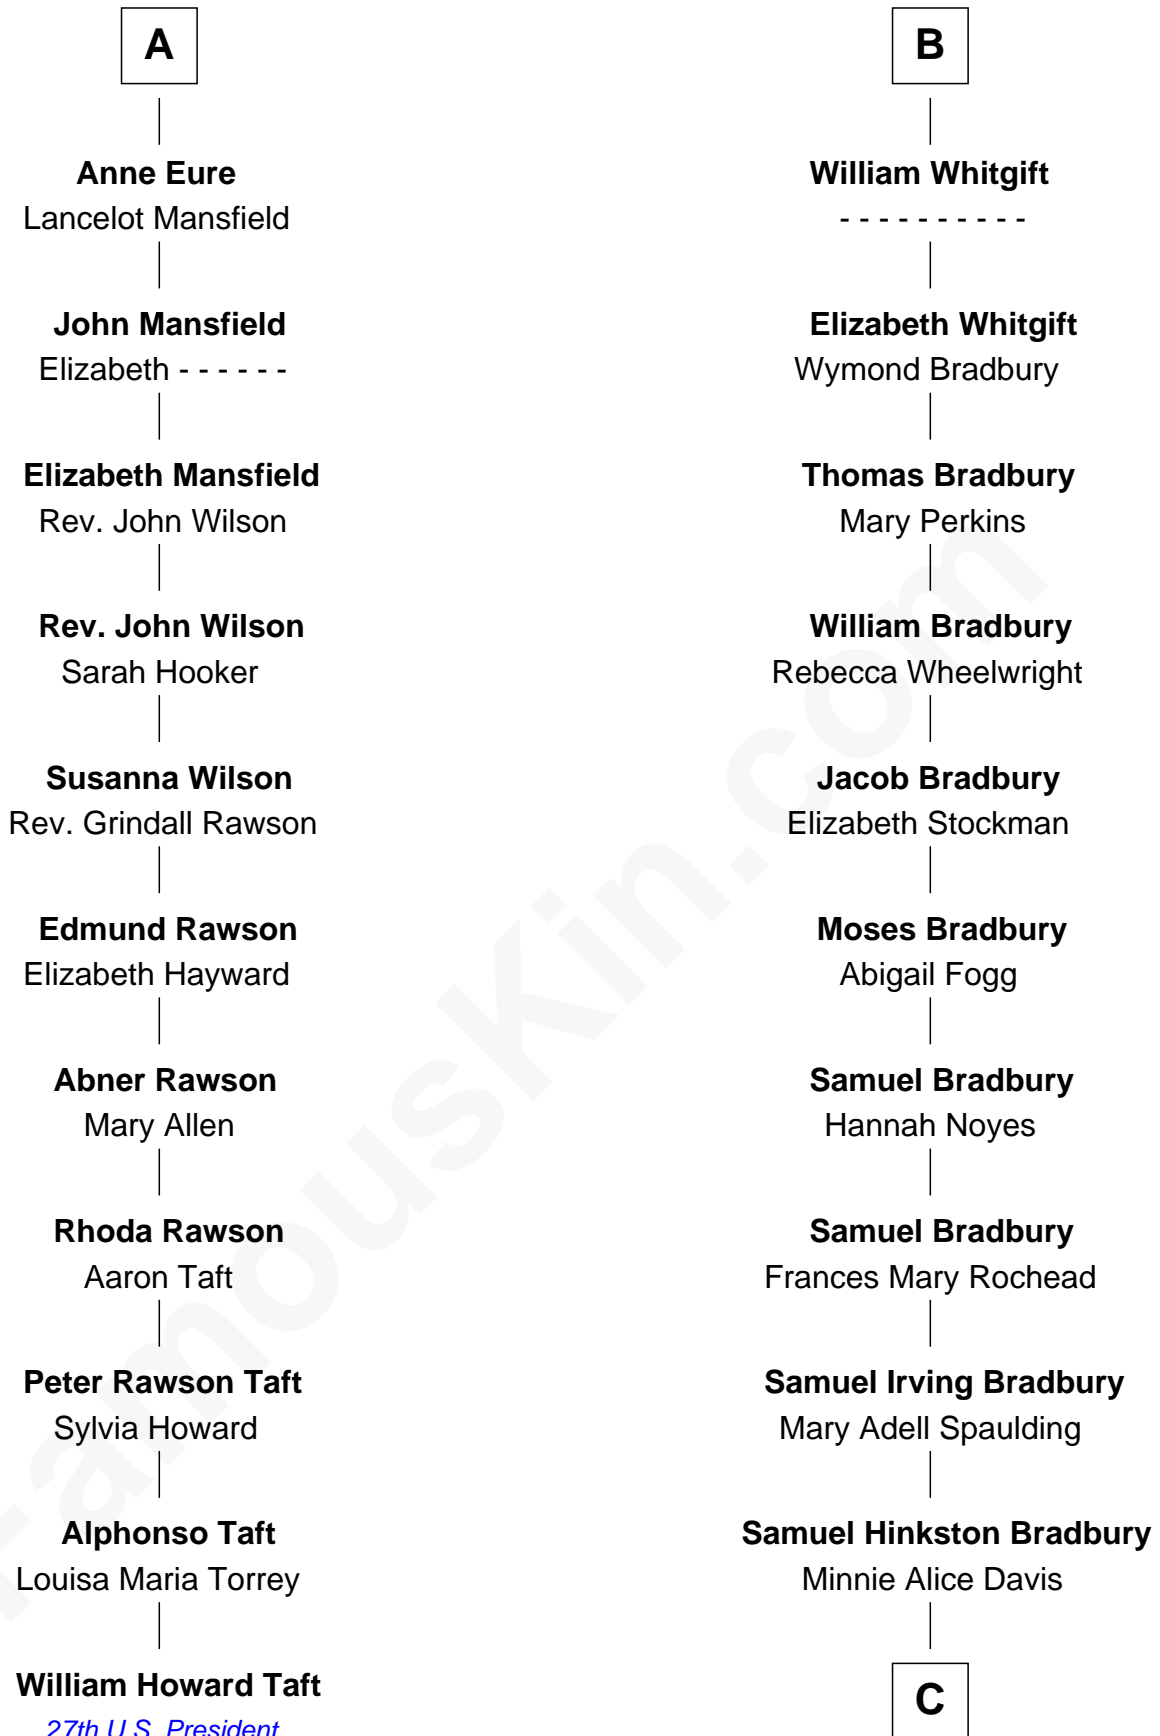 A
Anne Eure
Lancelot Mansfield
John Mansfield
Elizabeth - - - - - -
Elizabeth Mansfield
Rev. John Wilson
Rev. John Wilson
Sarah Hooker
Susanna Wilson
Rev. Grindall Rawson
Edmund Rawson
Elizabeth Hayward
Abner Rawson
Mary Allen
Rhoda Rawson
Aaron Taft
Peter Rawson Taft
Sylvia Howard
Alphonso Taft
Louisa Maria Torrey
William Howard Taft
27th U.S. President
B
William Whitgift
- - - - - - - - - -
Elizabeth Whitgift
Wymond Bradbury
Thomas Bradbury
Mary Perkins
William Bradbury
Rebecca Wheelwright
Jacob Bradbury
Elizabeth Stockman
Moses Bradbury
Abigail Fogg
Samuel Bradbury
Hannah Noyes
Samuel Bradbury
Frances Mary Rochead
Samuel Irving Bradbury
Mary Adell Spaulding
Samuel Hinkston Bradbury
Minnie Alice Davis
C
FamousKin.com